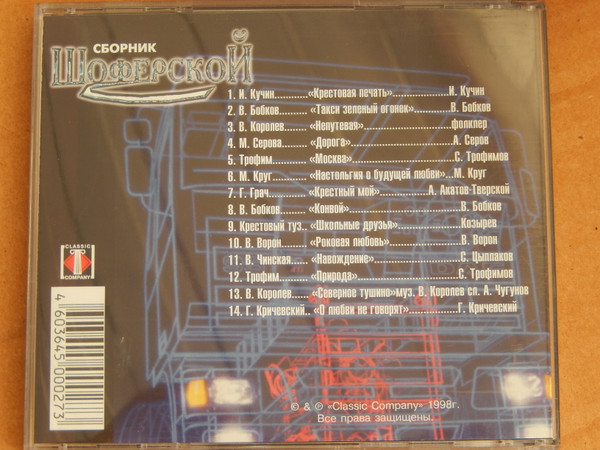 СБОРНИК
ШОФЕРСКОЙ
1. И. Кучин............«Крестовая печать»....................И. Кучин
2. В. Бобков........ «Такси зеленый огонек»..............В. Бобков
3. В. Королев....... «Непутевая»................................фолклер
4. М. Серова........ «Дорога»......................................А. Серов
5. Трофим............ «Москва»..............................С. Трофимов
6. М. Круг............ «Настольгия о будущей любви»...М. Круг
7. Г. Грач.............. «Крестный мой»............А. Акатов-Тверской
8. В. Бобков........ «Конвой»..................................В. Бобков
9. Крестовый туз.. «Школьные друзья»..................Козырев
10. В. Ворон......... «Роковая любовь»....................В. Ворон
11. В. Чинская...... «Навождение».......................С. Цыплаков
12. Трофим........... «Природа»............................С. Трофимов
13. В. Королев...... «Северное тушино»муз. В. Королев сл. А. Чугунов
14. Г. Кричевский.. «О любви не говорят»..............Г. Кричевский
CLASSIC
COMPANY
4 603645 000273
© & ℗ «Classic Company» 1998г.
Все права защищены.